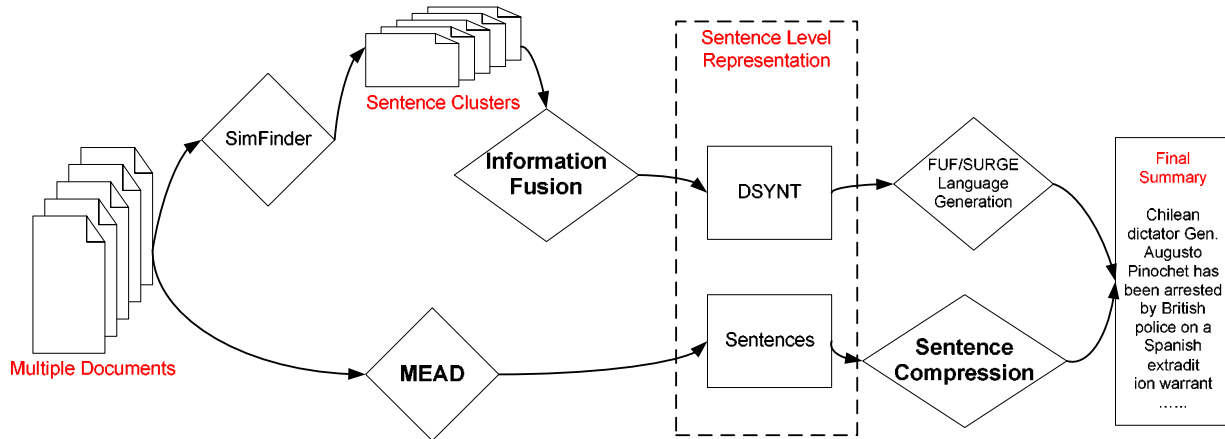 Sentence Level
Representation
Sentence Clusters
SimFinder
Information
Fusion
DSYNT
FUF/SURGE
Language
Generation
Multiple Documents
MEAD
Sentences
Sentence
Compression
Final
Summary
Chilean
dictator Gen.
Augusto
Pinochet has
been arrested
by British
police on a
Spanish
extradit
ion warrant
......